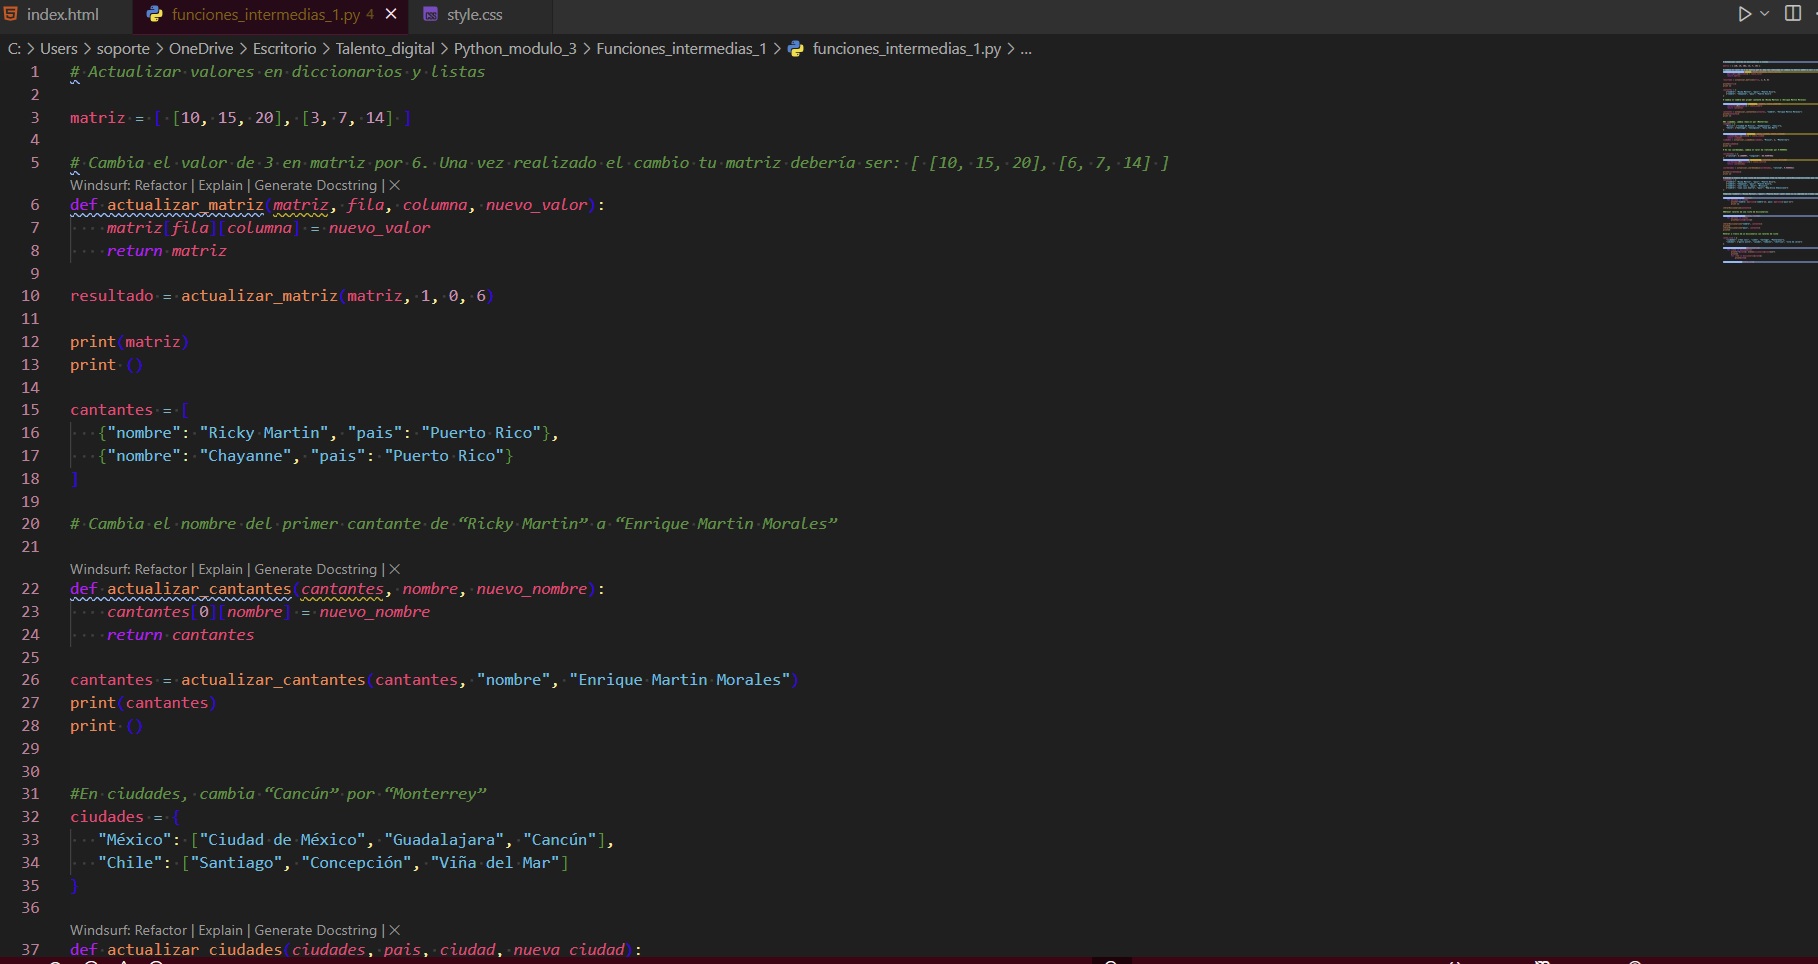 index.html funciones_intermedias_1.py 4 style.css
C: > Users > soporte > OneDrive > Escritorio > Talento_digital > Python_modulo_3 > Funciones_intermedias_1 > funciones_intermedias_1.py > ...
1 # Actualizar valores en diccionarios y listas
2
3 matriz = [ [10, 15, 20], [3, 7, 14] ]
4
5 # Cambia el valor de 3 en matriz por 6. Una vez realizado el cambio tu matriz debería ser: [ [10, 15, 20], [6, 7, 14] ]
Windsurf: Refactor | Explain | Generate Docstring | X
6 def actualizar_matriz(matriz, fila, columna, nuevo_valor):
7     matriz[fila][columna] = nuevo_valor
8     return matriz
9
10 resultado = actualizar_matriz(matriz, 1, 0, 6)
11
12 print(matriz)
13 print ()
14
15 cantantes = [
16    {"nombre": "Ricky Martin", "pais": "Puerto Rico"},
17    {"nombre": "Chayanne", "pais": "Puerto Rico"}
18 ]
19
20 # Cambia el nombre del primer cantante de “Ricky Martin” a “Enrique Martin Morales”
21
Windsurf: Refactor | Explain | Generate Docstring | X
22 def actualizar_cantantes(cantantes, nombre, nuevo_nombre):
23     cantantes[0][nombre] = nuevo_nombre
24     return cantantes
25
26 cantantes = actualizar_cantantes(cantantes, "nombre", "Enrique Martin Morales")
27 print(cantantes)
28 print ()
29
30
31 #En ciudades, cambia “Cancún” por “Monterrey”
32 ciudades = {
33    "México": ["Ciudad de México", "Guadalajara", "Cancún"],
34    "Chile": ["Santiago", "Concepción", "Viña del Mar"]
35 }
36
Windsurf: Refactor | Explain | Generate Docstring | X
37 def actualizar_ciudades(ciudades, pais, ciudad, nueva_ciudad):